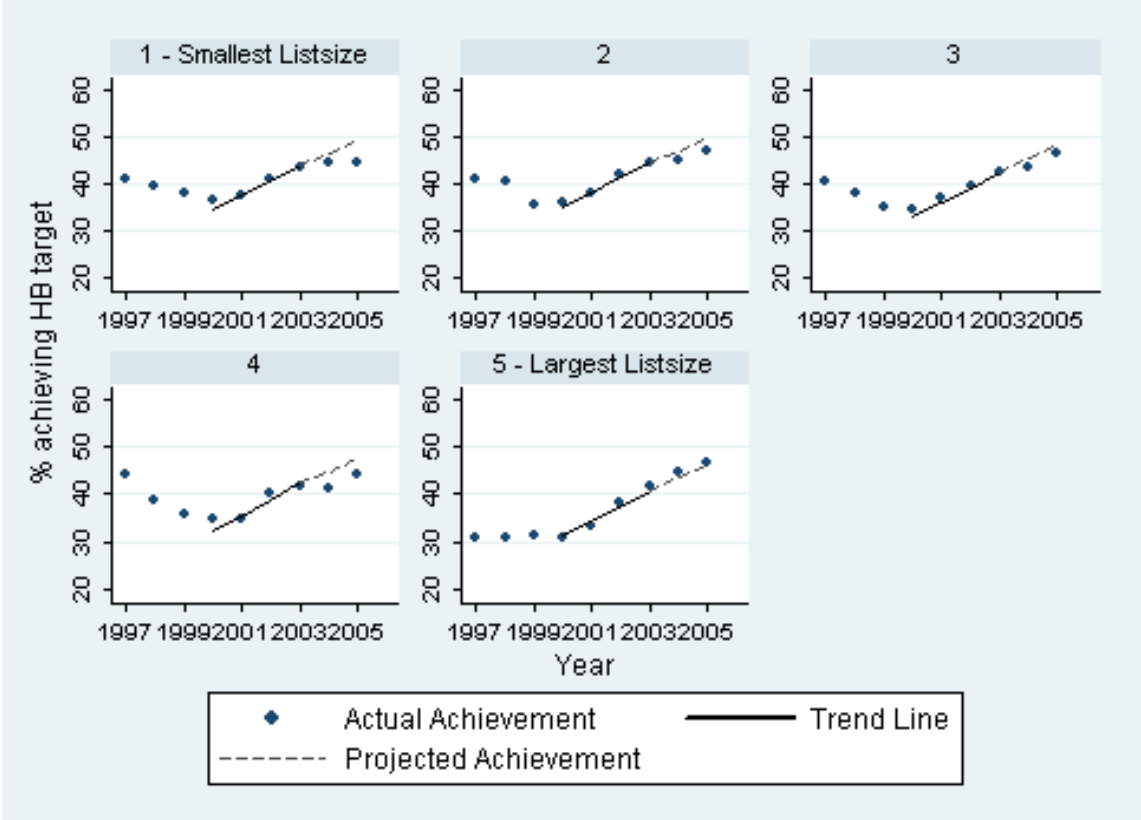 1 - Smallest Listsize
2
3
60
50
40
30
20
60
50
40
30
20
60
50
40
30
20
1997 1999 2001 2003 2005
1997 1999 2001 2003 2005
1997 1999 2001 2003 2005
% achieving HB target
4
5 - Largest Listsize
60
50
40
30
20
60
50
40
30
20
1997 1999 2001 2003 2005
1997 1999 2001 2003 2005
Year
Actual Achievement
Trend Line
Projected Achievement